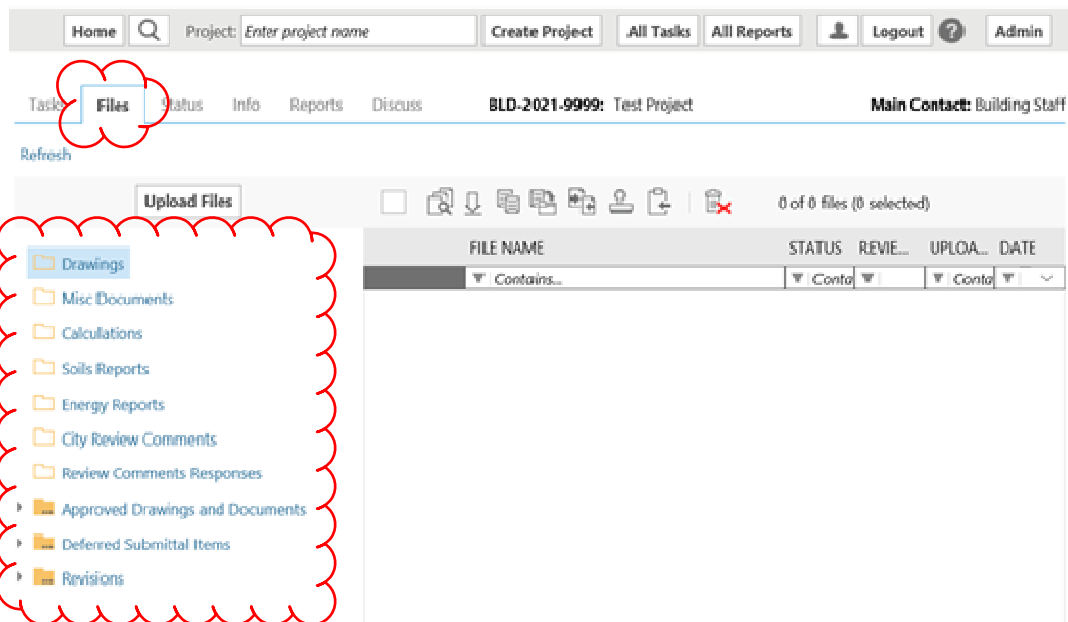 Home Project: Enter project name Create Project All Tasks All Reports Logout ? Admin
Tasks Files Status Info Reports Discuss BLD-2021-9999: Test Project Main Contact: Building Staff
Refresh
Upload Files 0 of 0 files (0 selected)
FILE NAME STATUS REVIE... UPLOA... DATE
Contains... Conta Conta
Drawings
Misc Documents
Calculations
Soils Reports
Energy Reports
City Review Comments
Review Comments Responses
Approved Drawings and Documents
Deferred Submittal Items
Revisions